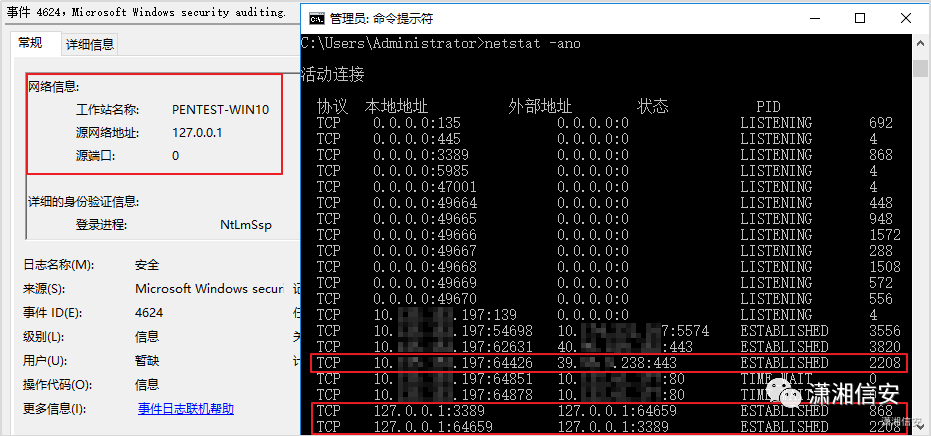 事件 4624，Microsoft Windows security auditing.
常规 详细信息
网络信息:
工作站名称: PENTEST-WIN10
源网络地址: 127.0.0.1
源端口: 0
详细的身份验证信息:
登录进程: NtLmSsp
日志名称(M): 安全
来源(S): Microsoft Windows securi
事件 ID(E): 4624
级别(L): 信息
用户(U): 暂缺
操作代码(O): 信息
更多信息(I): 事件日志联机帮助
管理员: 命令提示符
C:\Users\Administrator>netstat -ano
活动连接
协议 本地地址 外部地址 状态 PID
TCP 0.0.0.0:135 0.0.0.0:0 LISTENING 692
TCP 0.0.0.0:445 0.0.0.0:0 LISTENING 4
TCP 0.0.0.0:3389 0.0.0.0:0 LISTENING 868
TCP 0.0.0.0:5985 0.0.0.0:0 LISTENING 4
TCP 0.0.0.0:47001 0.0.0.0:0 LISTENING 4
TCP 0.0.0.0:49664 0.0.0.0:0 LISTENING 448
TCP 0.0.0.0:49665 0.0.0.0:0 LISTENING 948
TCP 0.0.0.0:49666 0.0.0.0:0 LISTENING 1572
TCP 0.0.0.0:49667 0.0.0.0:0 LISTENING 288
TCP 0.0.0.0:49668 0.0.0.0:0 LISTENING 1508
TCP 0.0.0.0:49669 0.0.0.0:0 LISTENING 572
TCP 0.0.0.0:49670 0.0.0.0:0 LISTENING 556
TCP 10. .197:139 0.0.0.0:0 LISTENING 4
TCP 10. .197:54698 10. 7:5574 ESTABLISHED 3556
TCP 10. .197:62631 40. :443 ESTABLISHED 3820
TCP 10. .197:64426 39. .238:443 ESTABLISHED 2208
TCP 10. .197:64851 10. :80 TIME_WAIT 0
TCP 10. .197:64878 10. :80
TCP 127.0.0.1:3389 127.0.0.1:64659 ESTABLISHED 868
TCP 127.0.0.1:64659 127.0.0.1:3389 ESTABLISHED
潇湘信安
潇湘信安